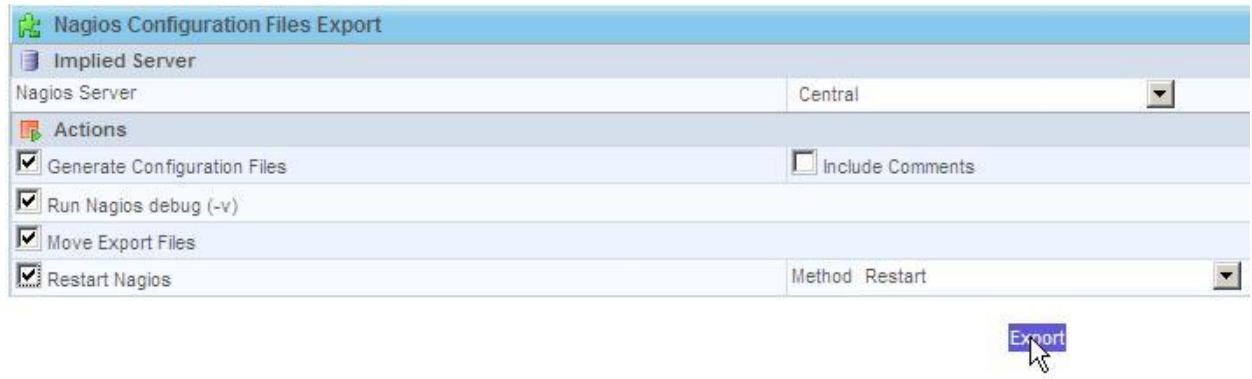 Nagios Configuration Files Export
Implied Server
Nagios Server Central
Actions
Generate Configuration Files Include Comments
Run Nagios debug (-v)
Move Export Files
Restart Nagios Method Restart
Export